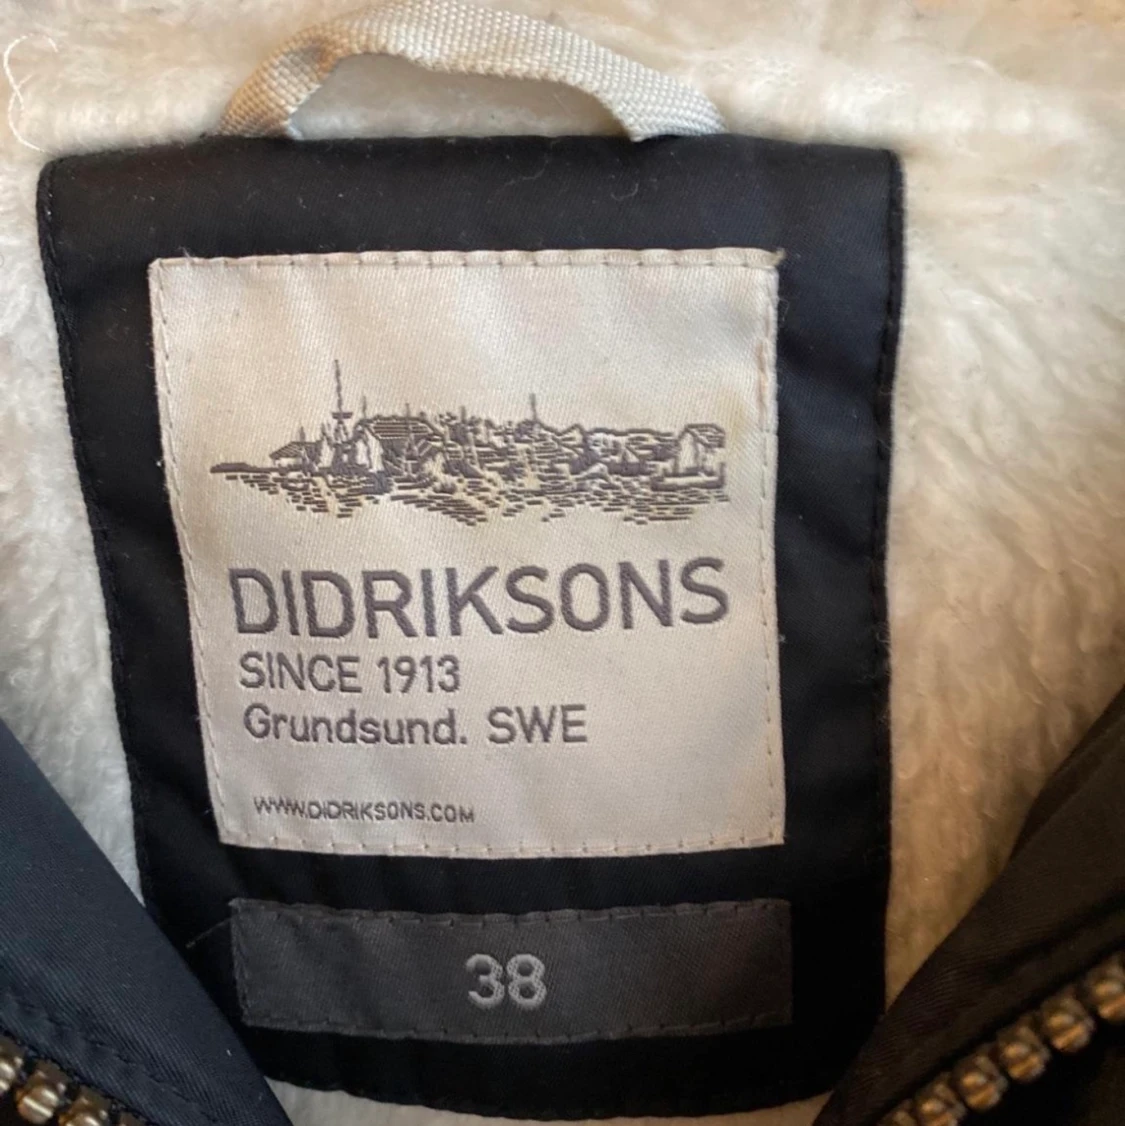 DIDRIKSONS
SINCE 1913
Grundsund. SWE
WWW.DIDRIKSONS.COM
38